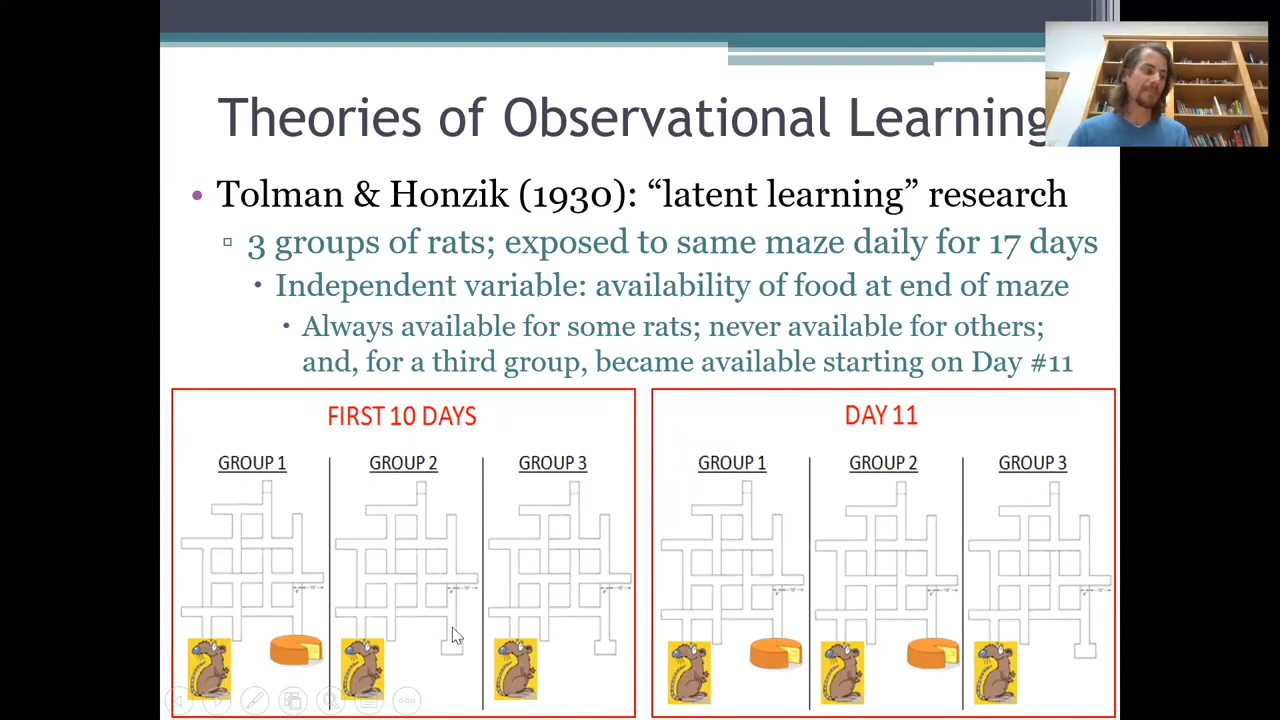 Theories of Observational Learning
• Tolman & Honzik (1930): “latent learning” research
▫ 3 groups of rats; exposed to same maze daily for 17 days
• Independent variable: availability of food at end of maze
• Always available for some rats; never available for others;
and, for a third group, became available starting on Day #11
FIRST 10 DAYS
GROUP 1
GROUP 2
GROUP 3
DAY 11
GROUP 1
GROUP 2
GROUP 3